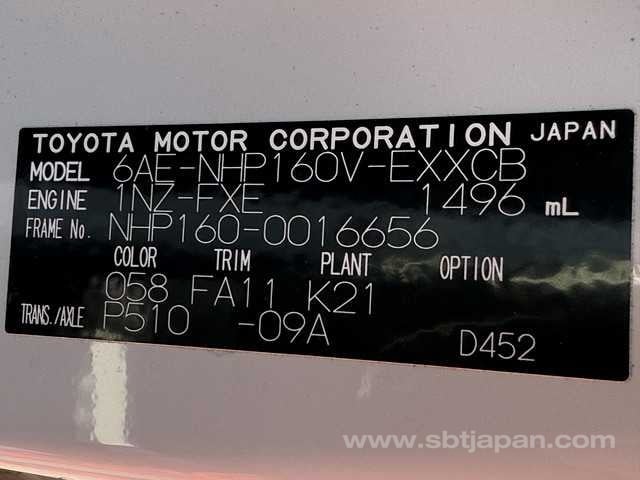 TOYOTA MOTOR CORPORATION JAPAN
MODEL 6AE-NHP160V-EXXCB
ENGINE 1NZ-FXE 1496 mL
FRAME No. NHP160-0016656
COLOR TRIM PLANT OPTION
058 FA11 K21
TRANS./AXLE P510 -09A D452
www.sbtjapan.com